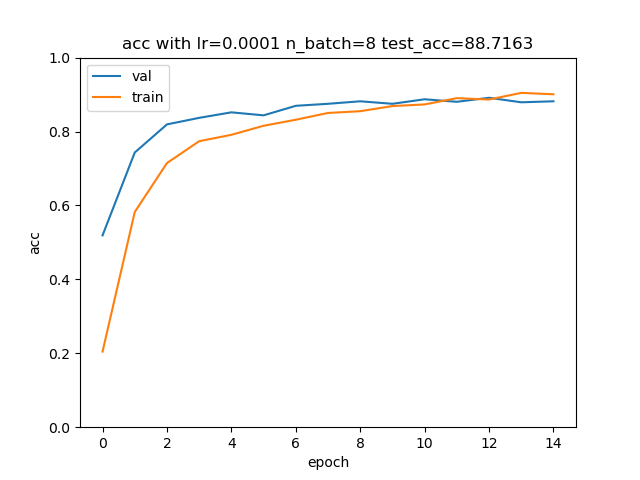 acc with lr=0.0001 n_batch=8 test_acc=88.7163
1.0
val
train
0.8
0.6
acc
0.4
0.2
0.0
0 2 4 6 8 10 12 14
epoch